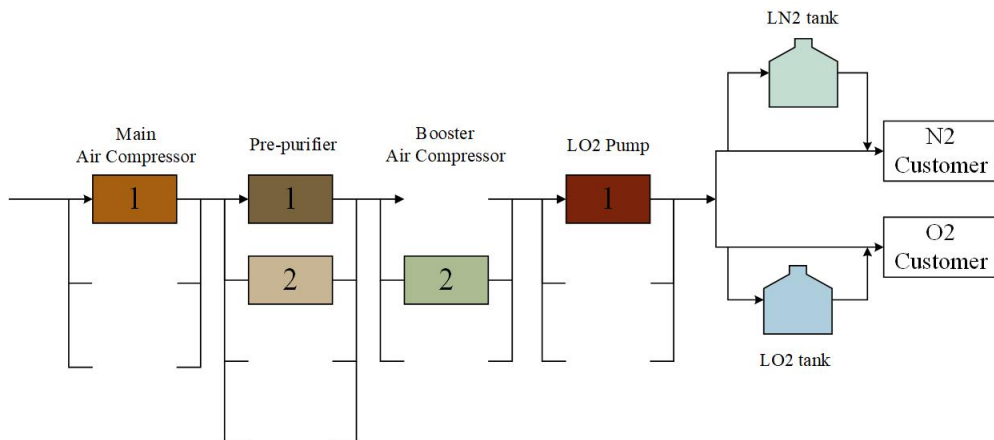 LN2 tank
Main
Air Compressor
Pre-purifier
Booster
Air Compressor
LO2 Pump
N2
Customer
1
1
1
O2
Customer
2
2
LO2 tank